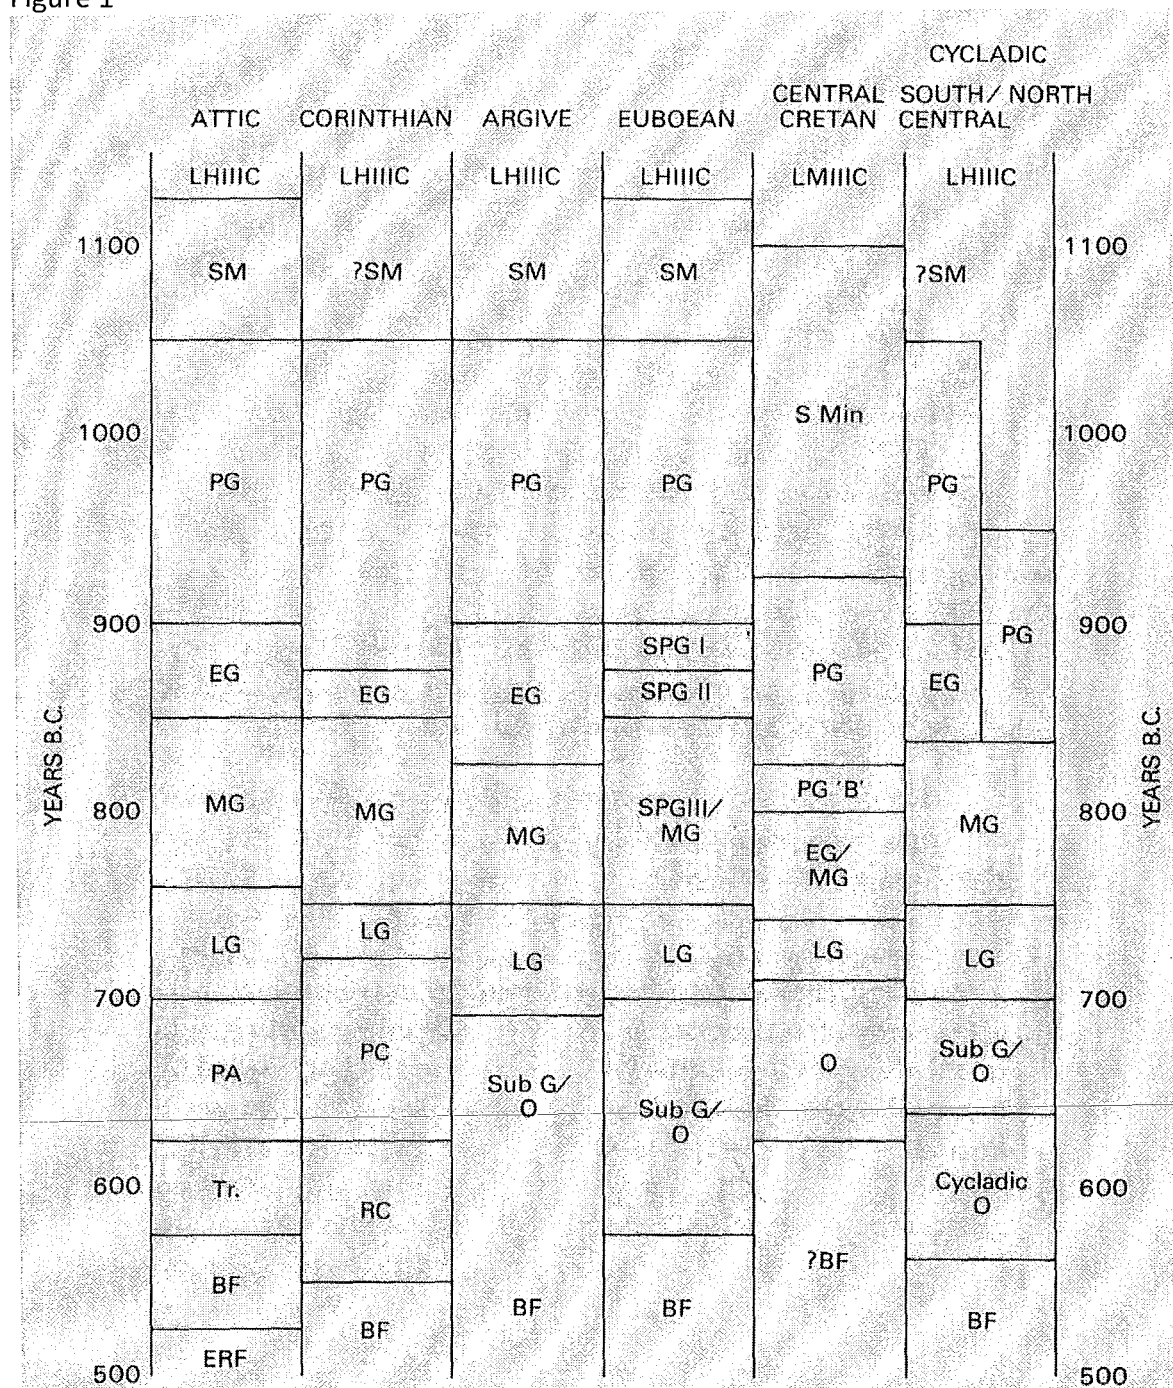 Figure 1
CYCLADIC
ATTIC
CORINTHIAN
ARGIVE
EUBOEAN
CENTRAL
CRETAN
SOUTH/ NORTH
CENTRAL
YEARS B.C.
1100
1000
900
800
700
600
500
LHIIIC
SM
PG
EG
MG
LG
PA
Tr.
BF
ERF
LHIIIC
?SM
PG
EG
MG
LG
PC
RC
BF
LHIIIC
SM
PG
EG
MG
LG
Sub G/
O
BF
LHIIIC
SM
PG
SPG I
SPG II
SPGIII/
MG
LG
Sub G/
O
BF
LMIIIC
S Min
PG
PG 'B'
EG/
MG
LG
O
?BF
LHIIIC
?SM
PG
EG
PG
MG
LG
Sub G/
O
Cycladic
O
BF
1100
1000
900
800
700
600
500
YEARS B.C.